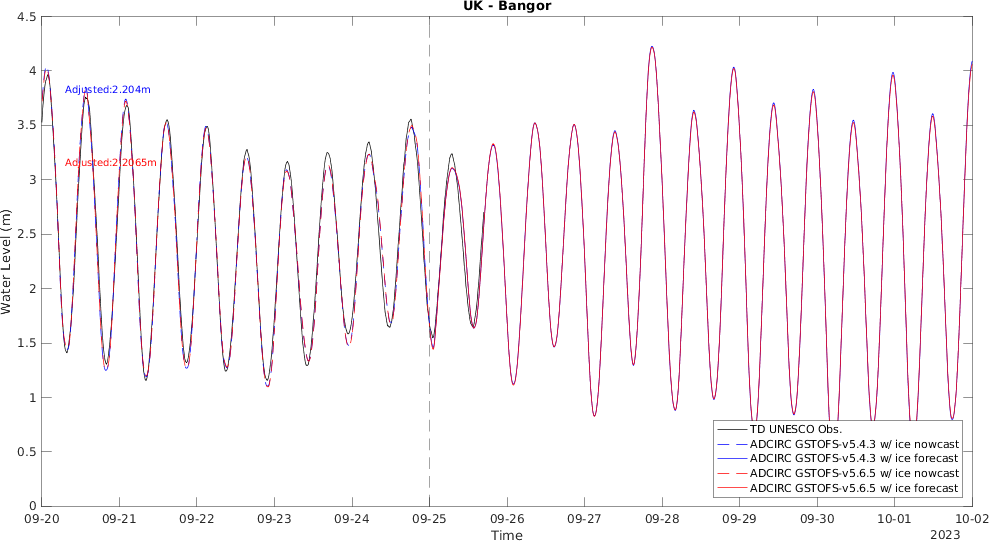 UK - Bangor
4.5
4
3.5
3
2.5
2
1.5
1
0.5
0
Water Level (m)
Adjusted:2.204m
Adjusted:2.2065m
TD UNESCO Obs.
ADCIRC GSTOFS-v5.4.3 w/ ice nowcast
ADCIRC GSTOFS-v5.4.3 w/ ice forecast
ADCIRC GSTOFS-v5.6.5 w/ ice nowcast
ADCIRC GSTOFS-v5.6.5 w/ ice forecast
09-20 09-21 09-22 09-23 09-24 09-25 09-26 09-27 09-28 09-29 09-30 10-01 10-02
Time
2023